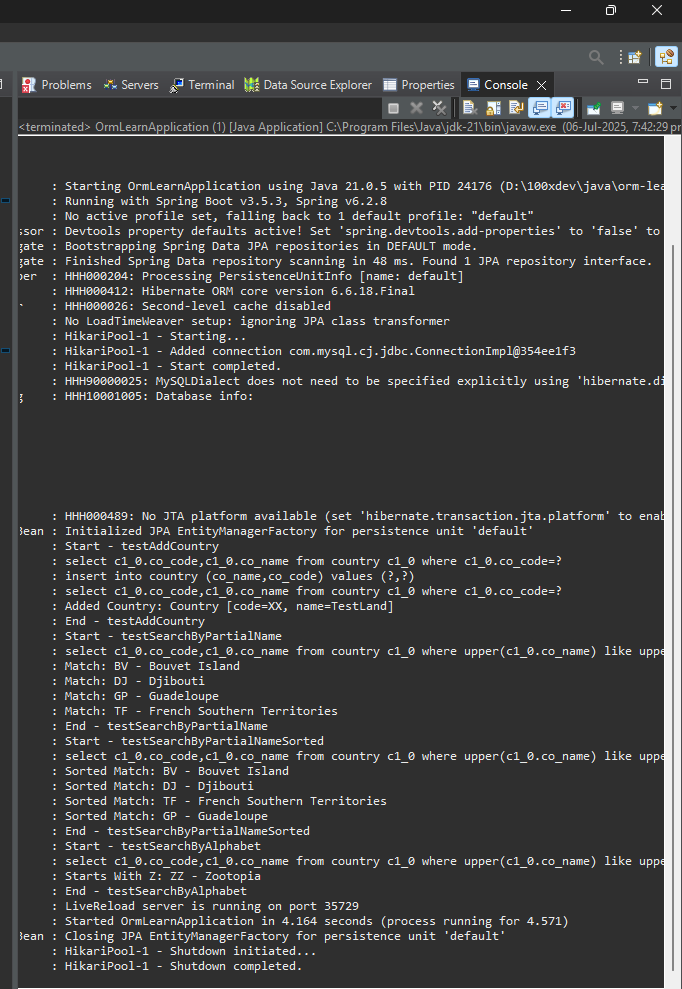 Problems Servers Terminal Data Source Explorer Properties Console
<terminated> OrmLearnApplication (1) [Java Application] C:\Program Files\Java\jdk-21\bin\javaw.exe (06-Jul-2025, 7:42:29 pr
: Starting OrmLearnApplication using Java 21.0.5 with PID 24176 (D:\100xdev\java\orm-lea
: Running with Spring Boot v3.5.3, Spring v6.2.8
: No active profile set, falling back to 1 default profile: "default"
ssor : Devtools property defaults active! Set 'spring.devtools.add-properties' to 'false' to
gate : Bootstrapping Spring Data JPA repositories in DEFAULT mode.
gate : Finished Spring Data repository scanning in 48 ms. Found 1 JPA repository interface.
per : HHH000204: Processing PersistenceUnitInfo [name: default]
: HHH000412: Hibernate ORM core version 6.6.18.Final
: HHH000026: Second-level cache disabled
: No LoadTimeWeaver setup: ignoring JPA class transformer
: HikariPool-1 - Starting...
: HikariPool-1 - Added connection com.mysql.cj.jdbc.ConnectionImpl@354ee1f3
: HikariPool-1 - Start completed.
: HHH90000025: MySQLDialect does not need to be specified explicitly using 'hibernate.di
g : HHH10001005: Database info:
: HHH000489: No JTA platform available (set 'hibernate.transaction.jta.platform' to enab
Bean : Initialized JPA EntityManagerFactory for persistence unit 'default'
: Start - testAddCountry
: select c1_0.co_code,c1_0.co_name from country c1_0 where c1_0.co_code=?
: insert into country (co_name,co_code) values (?,?)
: select c1_0.co_code,c1_0.co_name from country c1_0 where c1_0.co_code=?
: Added Country: Country [code=XX, name=TestLand]
: End - testAddCountry
: Start - testSearchByPartialName
: select c1_0.co_code,c1_0.co_name from country c1_0 where upper(c1_0.co_name) like uppe
: Match: BV - Bouvet Island
: Match: DJ - Djibouti
: Match: GP - Guadeloupe
: Match: TF - French Southern Territories
: End - testSearchByPartialName
: Start - testSearchByPartialNameSorted
: select c1_0.co_code,c1_0.co_name from country c1_0 where upper(c1_0.co_name) like uppe
: Sorted Match: BV - Bouvet Island
: Sorted Match: DJ - Djibouti
: Sorted Match: TF - French Southern Territories
: Sorted Match: GP - Guadeloupe
: End - testSearchByPartialNameSorted
: Start - testSearchByAlphabet
: select c1_0.co_code,c1_0.co_name from country c1_0 where upper(c1_0.co_name) like uppe
: Starts With Z: ZZ - Zootopia
: End - testSearchByAlphabet
: LiveReload server is running on port 35729
: Started OrmLearnApplication in 4.164 seconds (process running for 4.571)
Bean : Closing JPA EntityManagerFactory for persistence unit 'default'
: HikariPool-1 - Shutdown initiated...
: HikariPool-1 - Shutdown completed.